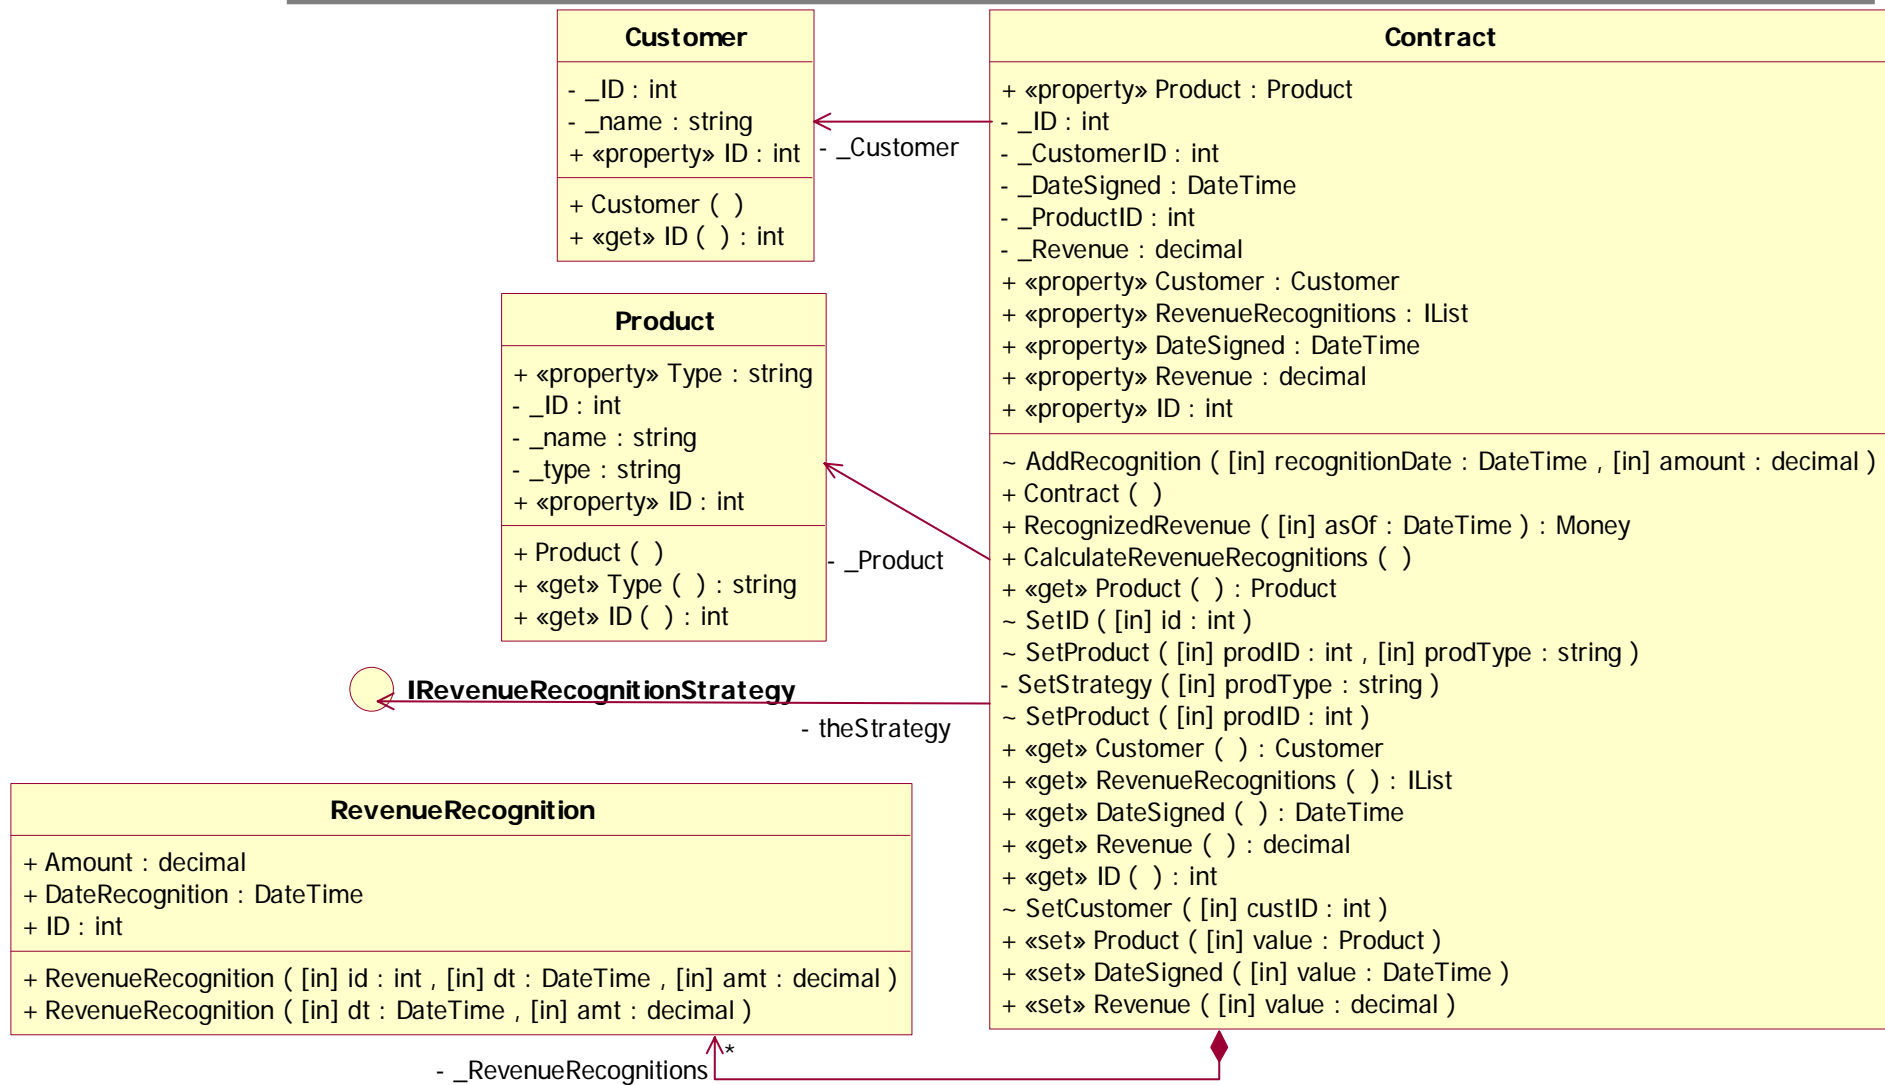 Customer
- _ID : int
- _name : string
+ «property» ID : int
+ Customer ( )
+ «get» ID ( ) : int
- _Customer
Product
+ «property» Type : string
- _ID : int
- _name : string
- _type : string
+ «property» ID : int
+ Product ( )
+ «get» Type ( ) : string
+ «get» ID ( ) : int
- _Product
IRevenueRecognitionStrategy
- theStrategy
RevenueRecognition
+ Amount : decimal
+ DateRecognition : DateTime
+ ID : int
+ RevenueRecognition ( [in] id : int , [in] dt : DateTime , [in] amt : decimal )
+ RevenueRecognition ( [in] dt : DateTime , [in] amt : decimal )
*
- _RevenueRecognitions
Contract
+ «property» Product : Product
- _ID : int
- _CustomerID : int
- _DateSigned : DateTime
- _ProductID : int
- _Revenue : decimal
+ «property» Customer : Customer
+ «property» RevenueRecognitions : IList
+ «property» DateSigned : DateTime
+ «property» Revenue : decimal
+ «property» ID : int
~ AddRecognition ( [in] recognitionDate : DateTime , [in] amount : decimal )
+ Contract ( )
+ RecognizedRevenue ( [in] asOf : DateTime ) : Money
+ CalculateRevenueRecognitions ( )
+ «get» Product ( ) : Product
~ SetID ( [in] id : int )
~ SetProduct ( [in] prodID : int , [in] prodType : string )
- SetStrategy ( [in] prodType : string )
~ SetProduct ( [in] prodID : int )
+ «get» Customer ( ) : Customer
+ «get» RevenueRecognitions ( ) : IList
+ «get» DateSigned ( ) : DateTime
+ «get» Revenue ( ) : decimal
+ «get» ID ( ) : int
~ SetCustomer ( [in] custID : int )
+ «set» Product ( [in] value : Product )
+ «set» DateSigned ( [in] value : DateTime )
+ «set» Revenue ( [in] value : decimal )